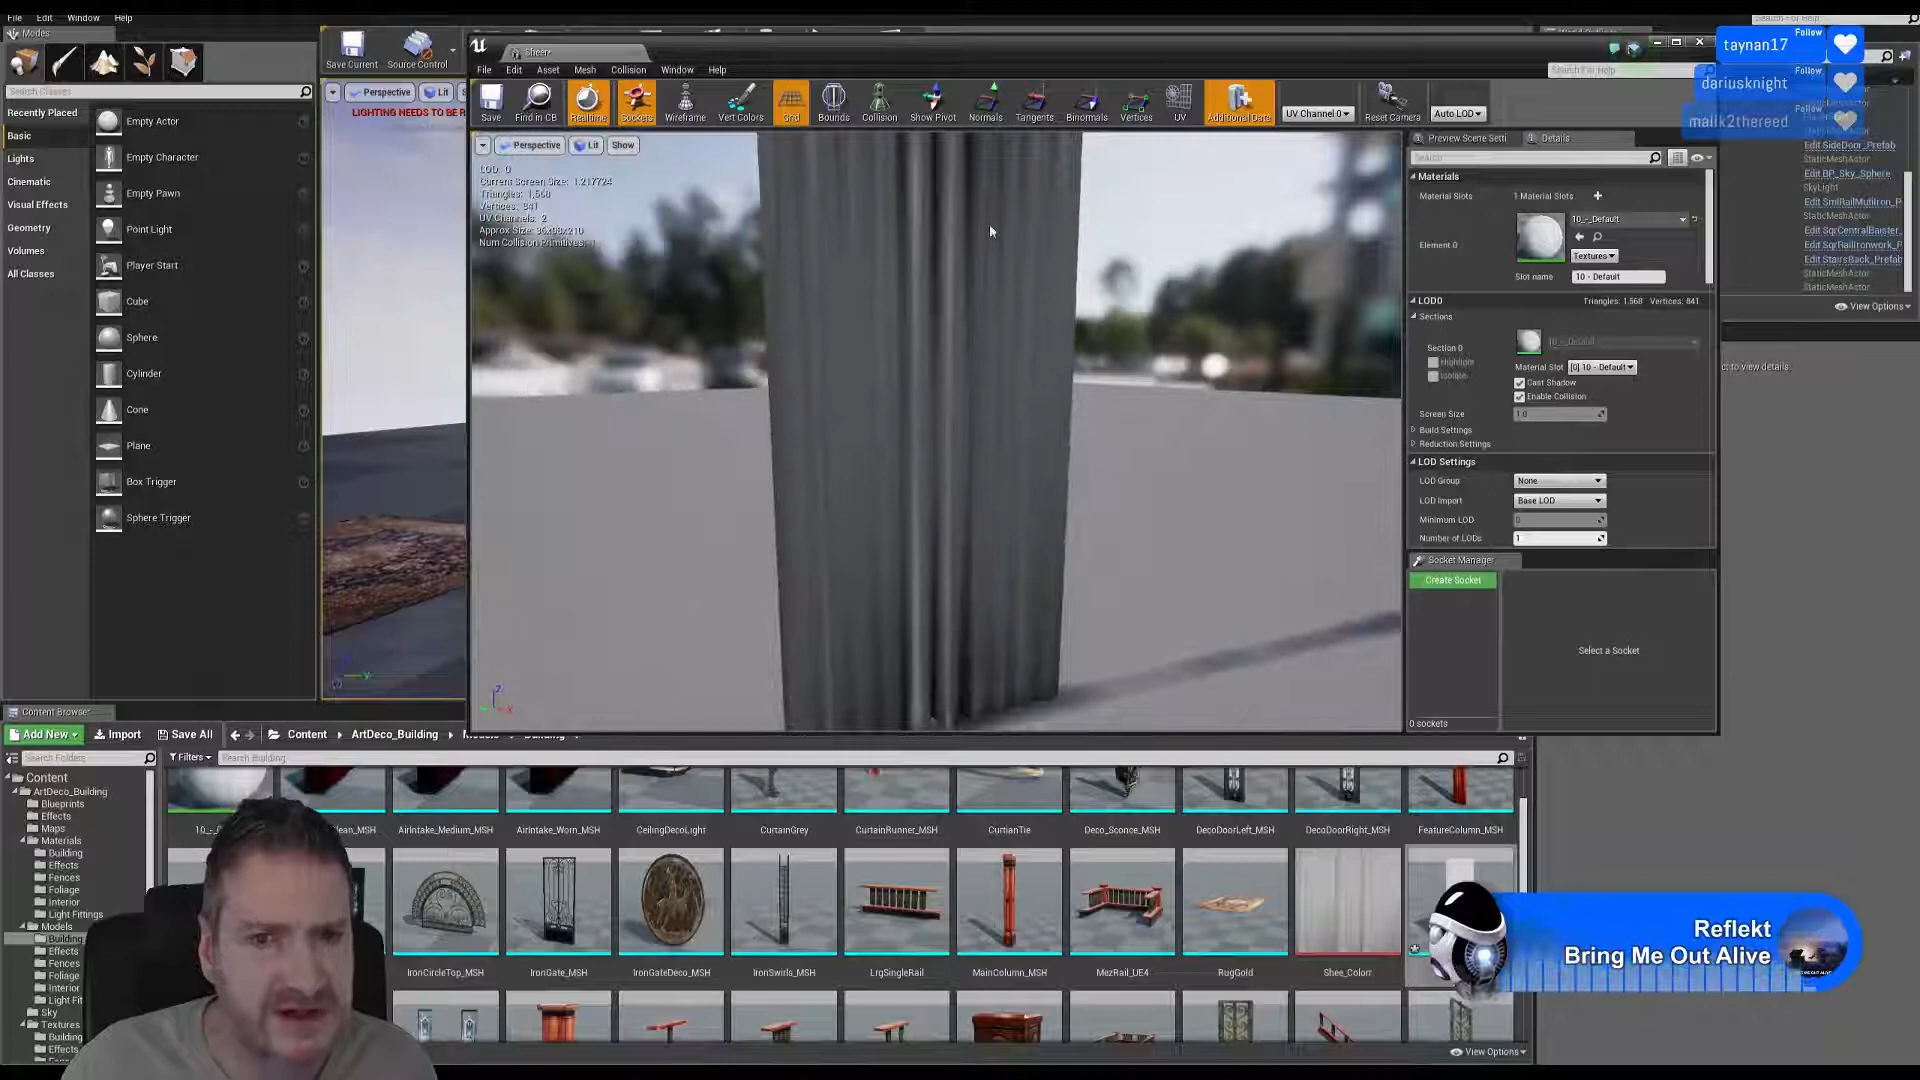 File Edit Window Help
Modes
Search Classes
Recently Placed
Basic
Lights
Cinematic
Visual Effects
Geometry
Volumes
All Classes
Empty Actor
Empty Character
Empty Pawn
Point Light
Player Start
Cube
Sphere
Cylinder
Cone
Plane
Box Trigger
Sphere Trigger
Save Current
Source Control
Perspective Lit
LIGHTING NEEDS TO BE R
Sheer*
File Edit Asset Mesh Collision Window Help
Search For Help
Save
Find in CB
Realtime
Sockets
Wireframe
Vert Colors
Grid
Bounds
Collision
Show Pivot
Normals
Tangents
Binormals
Vertices
UV
Additional Data
UV Channel 0
Reset Camera
Auto LOD
Perspective Lit Show
LOD: 0
Current Screen Size: 1.217724
Triangles: 1,568
Vertices: 841
UV Channels: 2
Approx Size: 36x98x210
Num Collision Primitives: 1
Preview Scene Setti
Details
Search
Materials
Material Slots
1 Material Slots
Element 0
10_-_Default
Textures
Slot name
10 - Default
LOD0
Triangles: 1,568 Vertices: 841
Sections
Section 0
10_-_Default
Highlight
Isolate
Material Slot
[0] 10 - Default
Cast Shadow
Enable Collision
Screen Size
1.0
Build Settings
Reduction Settings
LOD Settings
LOD Group
None
LOD Import
Base LOD
Minimum LOD
0
Number of LODs
1
Socket Manager
Create Socket
Select a Socket
0 sockets
Search For Help
taynan17
Follow
dariusknight
Follow
malik2thereed
Follow
Edit SideDoor_Prefab
StaticMeshActor
Edit BP_Sky_Sphere
SkyLight
Edit SmlRailMultiIron_P
StaticMeshActor
Edit SqrCentralBaister_
Edit SqrRailIronwork_P
Edit StairsBack_Prefab
StaticMeshActor
StaticMeshActor
View Options
ct to view details.
Content Browser
Add New
Import
Save All
Content
ArtDeco_Building
Search Folders
Filters
Search Building
Content
ArtDeco_Building
Blueprints
Effects
Maps
Materials
Building
Effects
Fences
Foliage
Interior
Light Fittings
Models
Building
Effects
Fences
Foliage
Interior
Light Fit
Sky
Textures
Building
Effects
AirIntake_Medium_MSH
AirIntake_Worn_MSH
CeilingDecoLight
CurtainGrey
CurtainRunner_MSH
CurtianTie
Deco_Sconce_MSH
DecoDoorLeft_MSH
DecoDoorRight_MSH
FeatureColumn_MSH
IronCircleTop_MSH
IronGate_MSH
IronGateDeco_MSH
IronSwirls_MSH
LrgSingleRail
MainColumn_MSH
MezRail_UE4
RugGold
Shee_Colorr
View Options
Reflekt
Bring Me Out Alive